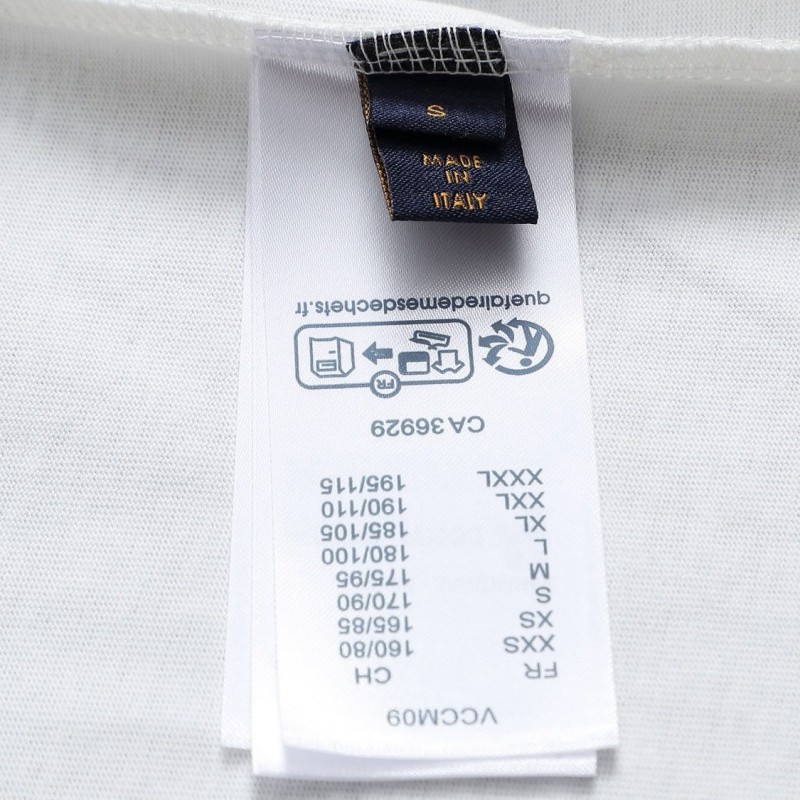 S
MADE
IN
ITALY
VCCM09
FR CH
XXS 160/80
XS 165/85
S 170/90
M 175/95
L 180/100
XL 185/105
XXL 190/110
XXXL 195/115
CA 36929
FR
quefairedemesdechets.fr